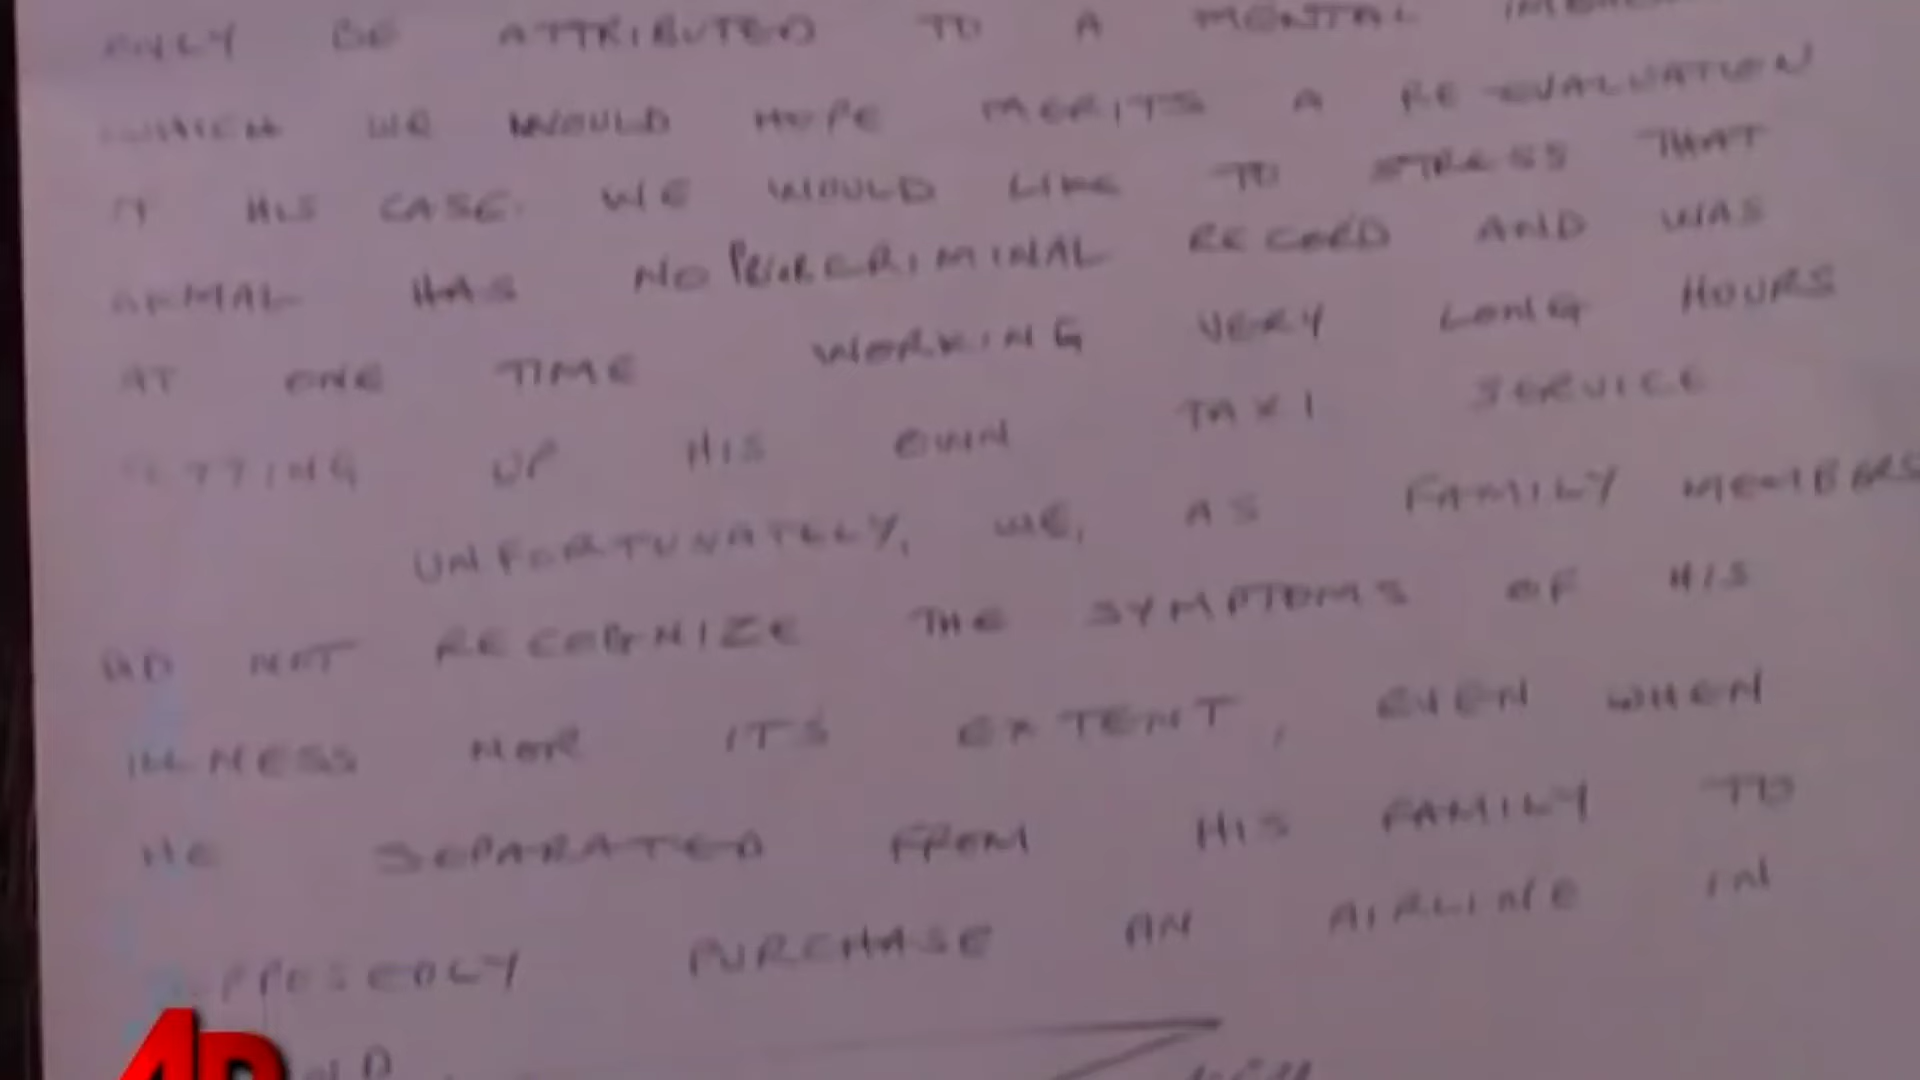 ONLY BE ATTRIBUTED TO A MENTAL
WHICH WE WOULD HOPE MERITS A RE-EVALUATION
HIS CASE. WE WOULD LIKE TO STRESS THAT
AKMAL HAS NO PRIOR CRIMINAL RECORD AND WAS
AT ONE TIME WORKING VERY LONG HOURS
SETTING UP HIS OWN TAXI SERVICE
UNFORTUNATELY, WE, AS FAMILY MEMBERS
NOT RECOGNIZE THE SYMPTOMS OF HIS
ILLNESS NOR ITS EXTENT, EVEN WHEN
HE SEPARATED FROM HIS FAMILY TO
PURCHASE AN AIRLINE IN
AP